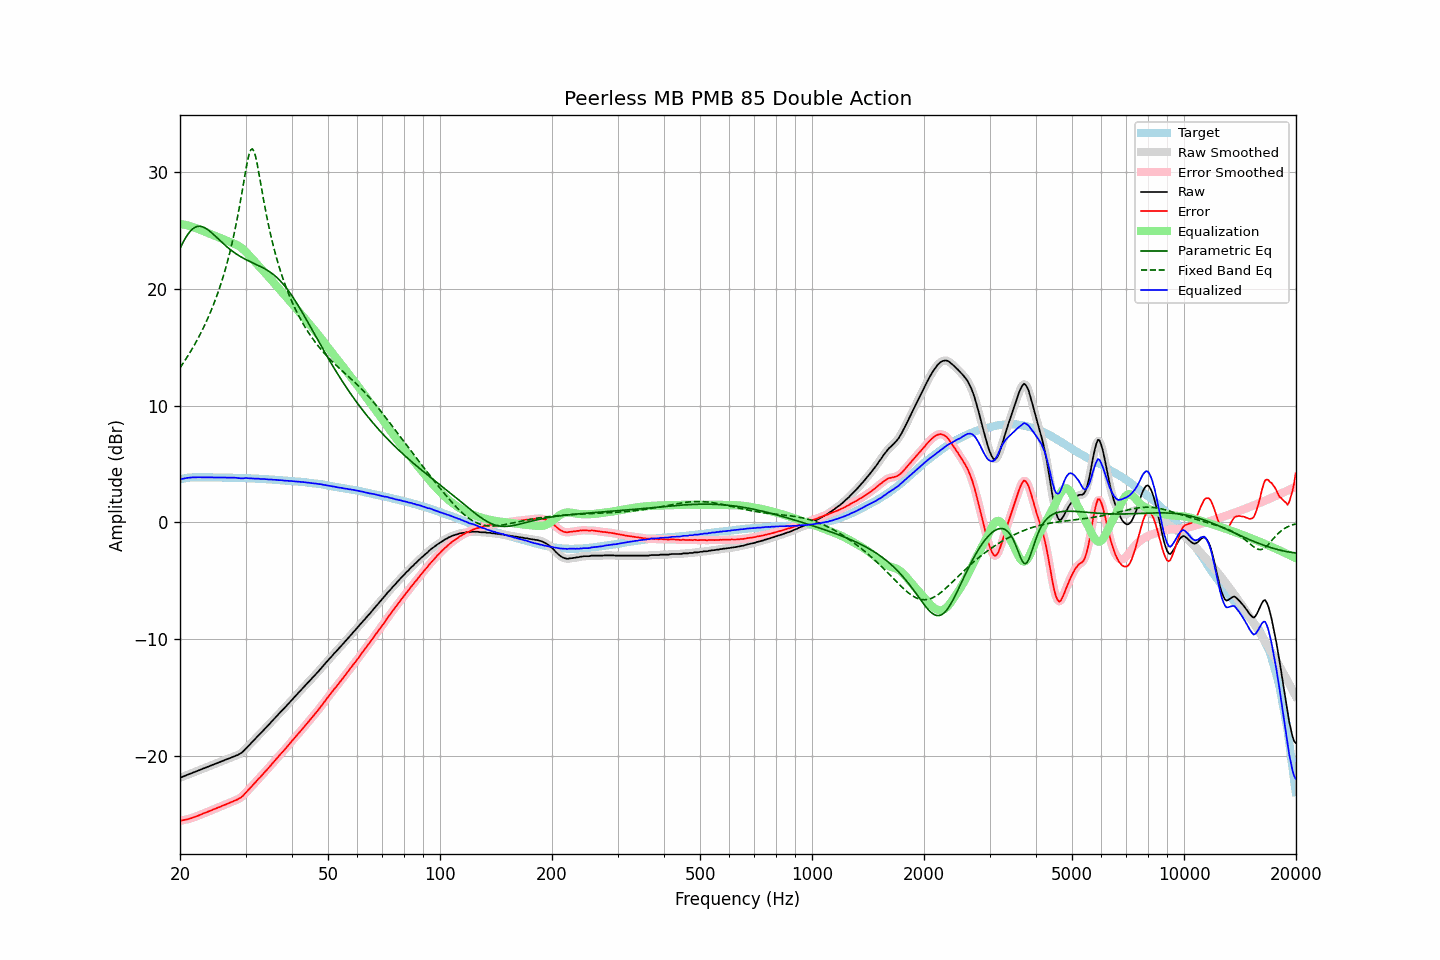 Peerless MB PMB 85 Double Action
Amplitude (dBr)
30
20
10
0
−10
−20
Target
Raw Smoothed
Error Smoothed
Raw
Error
Equalization
Parametric Eq
Fixed Band Eq
Equalized
20 50 100 200 500 1000 2000 5000 10000 20000
Frequency (Hz)